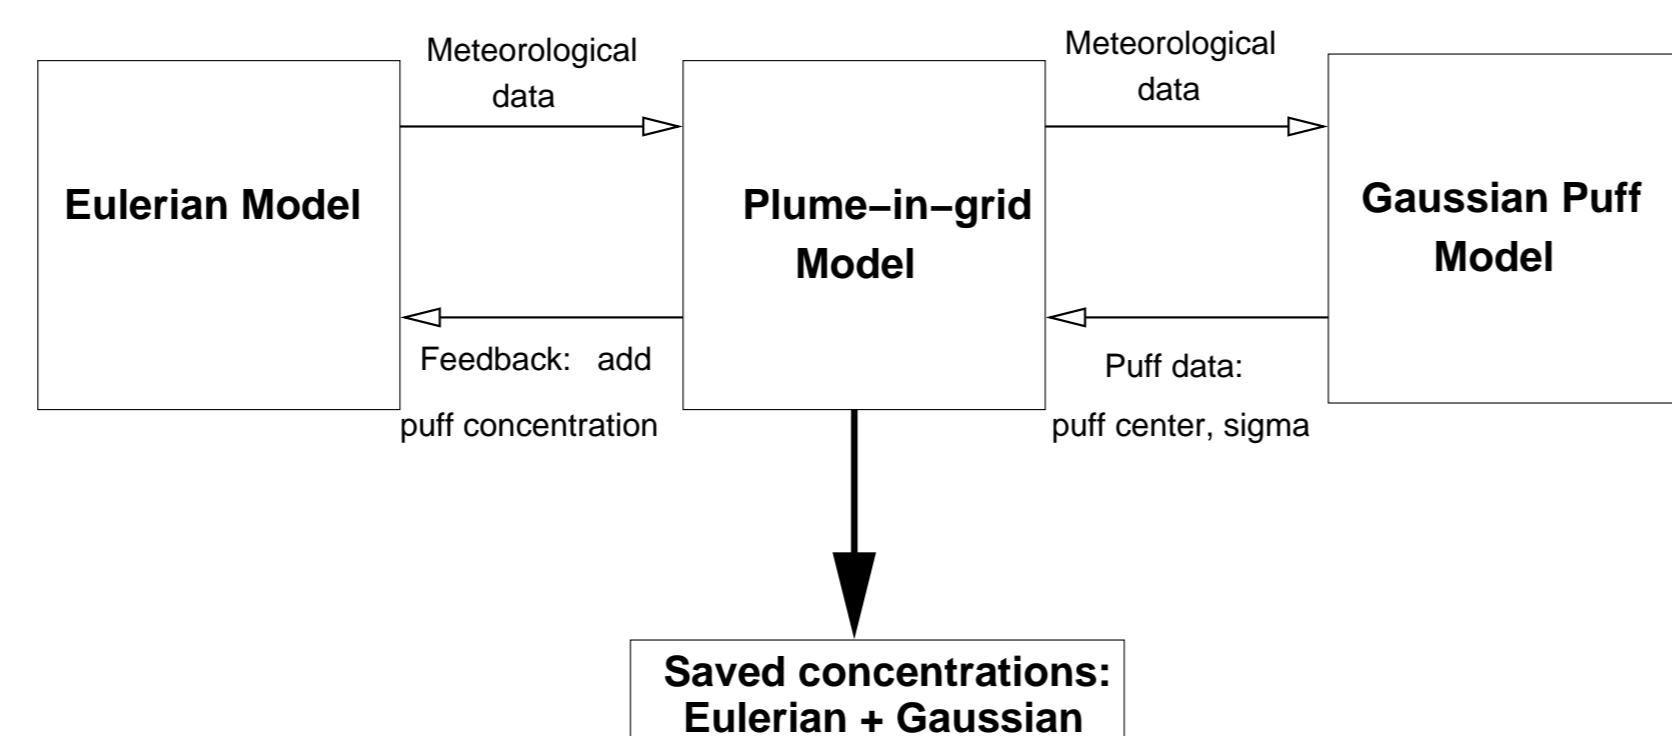 Meteorological
data
Meteorological
data
Eulerian Model
Plume−in−grid
Model
Gaussian Puff
Model
Feedback: add
puff concentration
Puff data:
puff center, sigma
Saved concentrations:
Eulerian + Gaussian